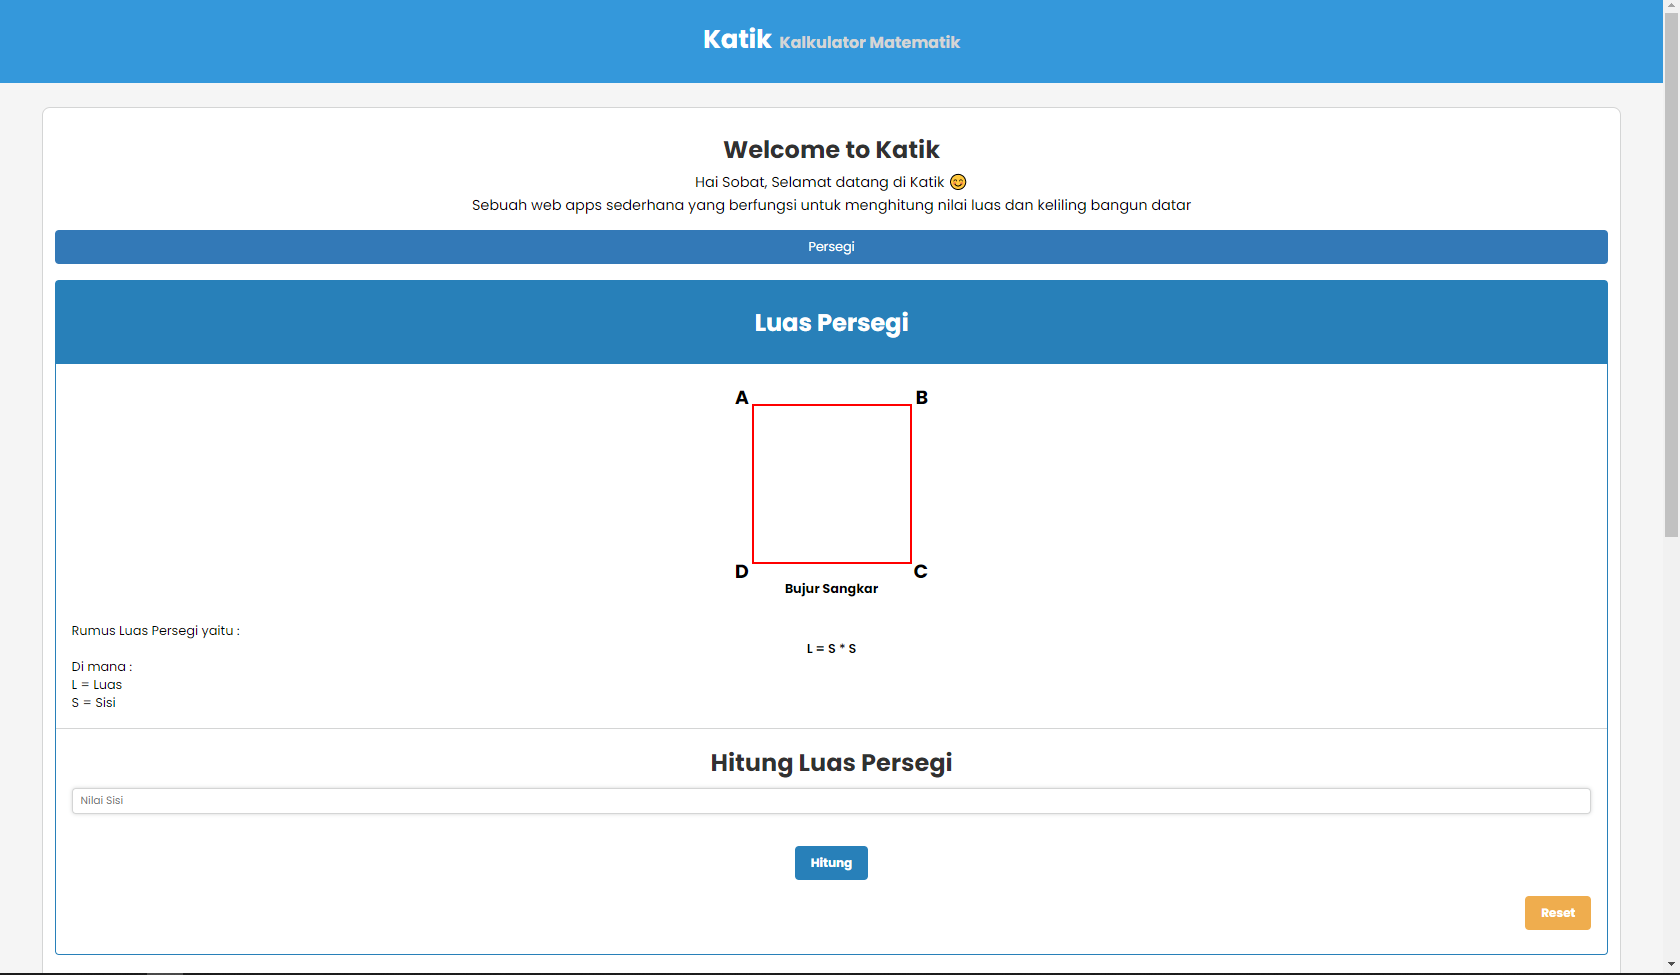 Katik Kalkulator Matematik
Welcome to Katik
Hai Sobat, Selamat datang di Katik 😊
Sebuah web apps sederhana yang berfungsi untuk menghitung nilai luas dan keliling bangun datar
Persegi
Luas Persegi
A B
D C
Bujur Sangkar
Rumus Luas Persegi yaitu :
L = S * S
Di mana :
L = Luas
S = Sisi
Hitung Luas Persegi
Nilai Sisi
Hitung
Reset